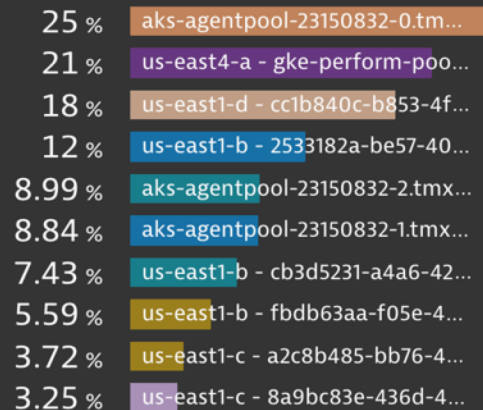 25 % aks-agentpool-23150832-0.tm...
21 % us-east4-a - gke-perform-poo...
18 % us-east1-d - cc1b840c-b853-4f...
12 % us-east1-b - 2533182a-be57-40...
8.99 % aks-agentpool-23150832-2.tmx...
8.84 % aks-agentpool-23150832-1.tmx...
7.43 % us-east1-b - cb3d5231-a4a6-42...
5.59 % us-east1-b - fbdb63aa-f05e-4...
3.72 % us-east1-c - a2c8b485-bb76-4...
3.25 % us-east1-c - 8a9bc83e-436d-4...